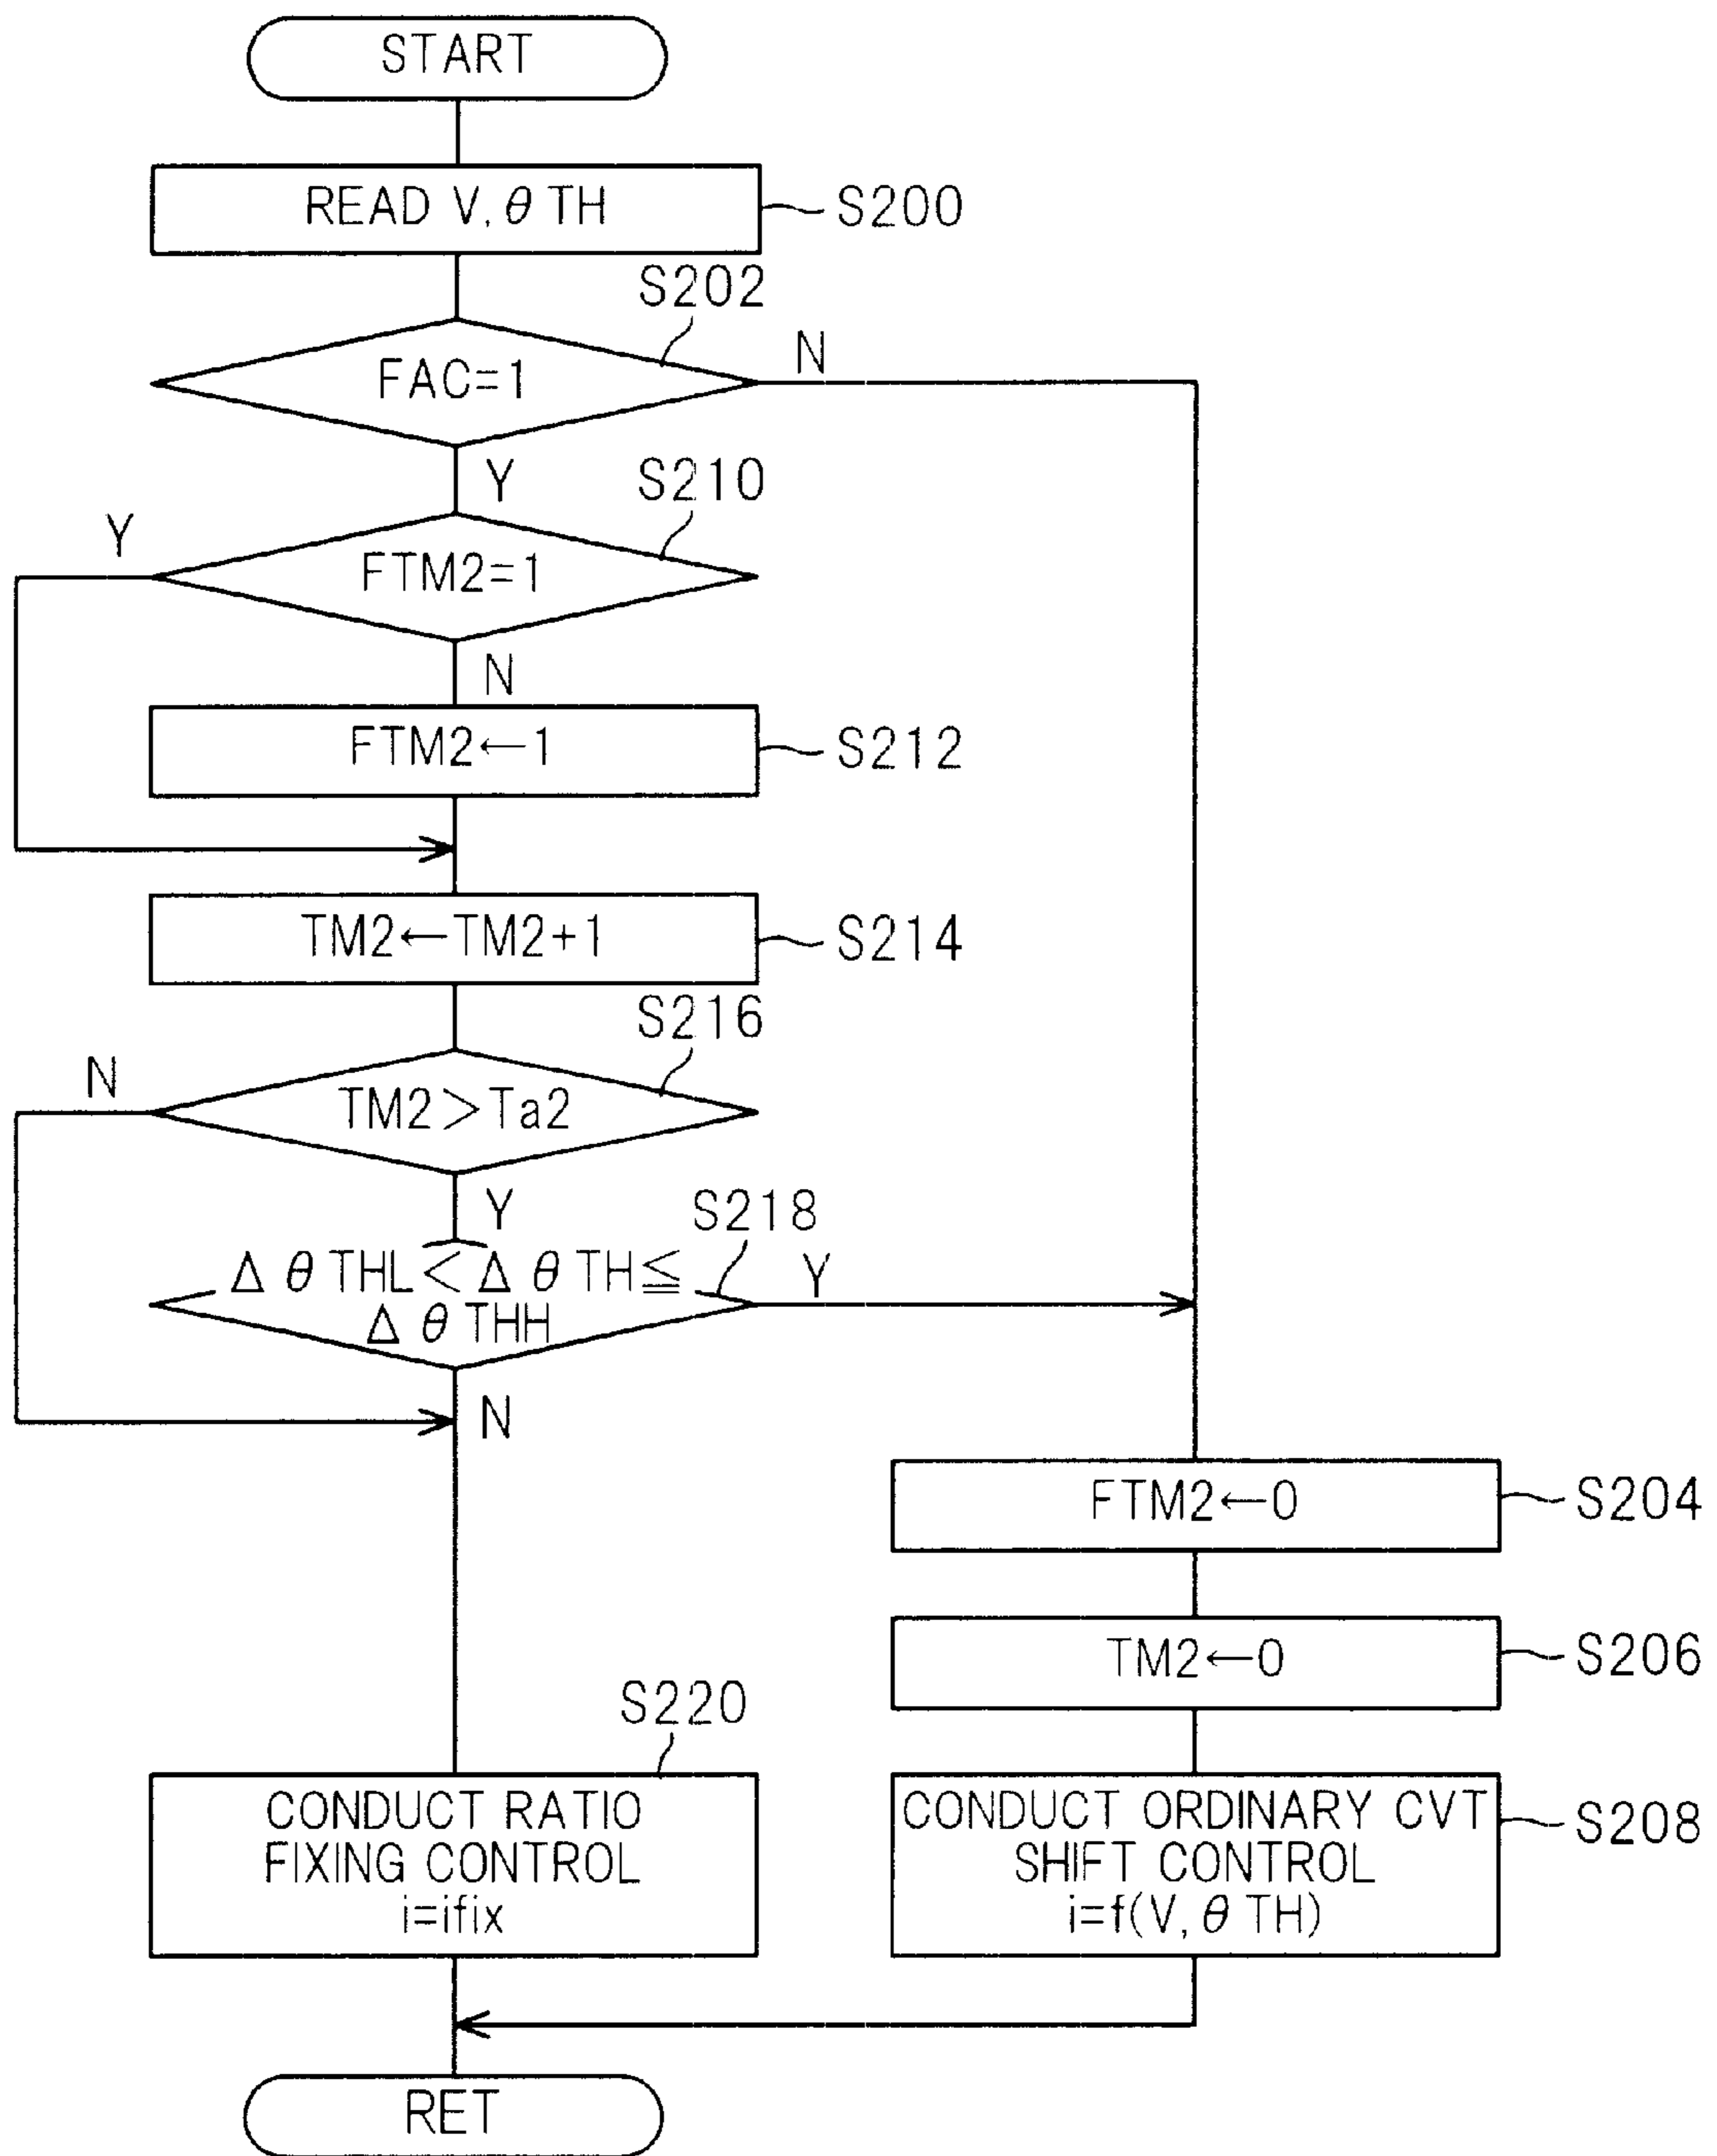 START
READ V, θ TH
S200
S202
FAC=1
N
Y
S210
Y
FTM2=1
N
FTM2←1
S212
TM2←TM2+1
S214
S216
N
TM2>Ta2
Y
S218
Δ θ THL < Δ θ TH ≦
Δ θ THH
Y
N
FTM2←0
S204
TM2←0
S206
S220
CONDUCT RATIO
FIXING CONTROL
i=ifix
CONDUCT ORDINARY CVT
SHIFT CONTROL
i=f(V, θ TH)
S208
RET